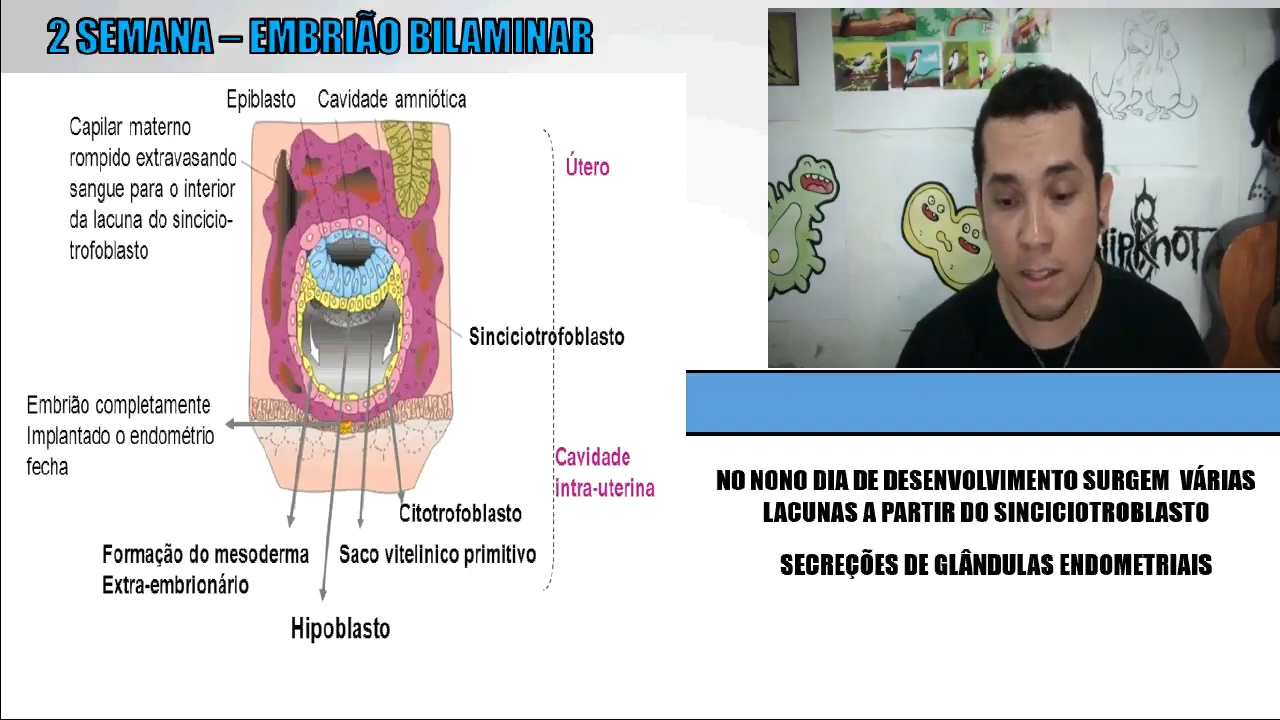 2 SEMANA – EMBRIÃO BILAMINAR
Epiblasto
Cavidade amniótica
Capilar materno
rompido extravasando
sangue para o interior
da lacuna do sincício-
trofoblasto
Útero
Sinciciotrofoblasto
Embrião completamente
Implantado o endométrio
fecha
Cavidade
intra-uterina
Citotrofoblasto
Formação do mesoderma
Extra-embrionário
Saco vitelinico primitivo
Hipoblasto
SLIPKNOT
NO NONO DIA DE DESENVOLVIMENTO SURGEM VÁRIAS
LACUNAS A PARTIR DO SINCICIOTROBLASTO
SECREÇÕES DE GLÂNDULAS ENDOMETRIAIS